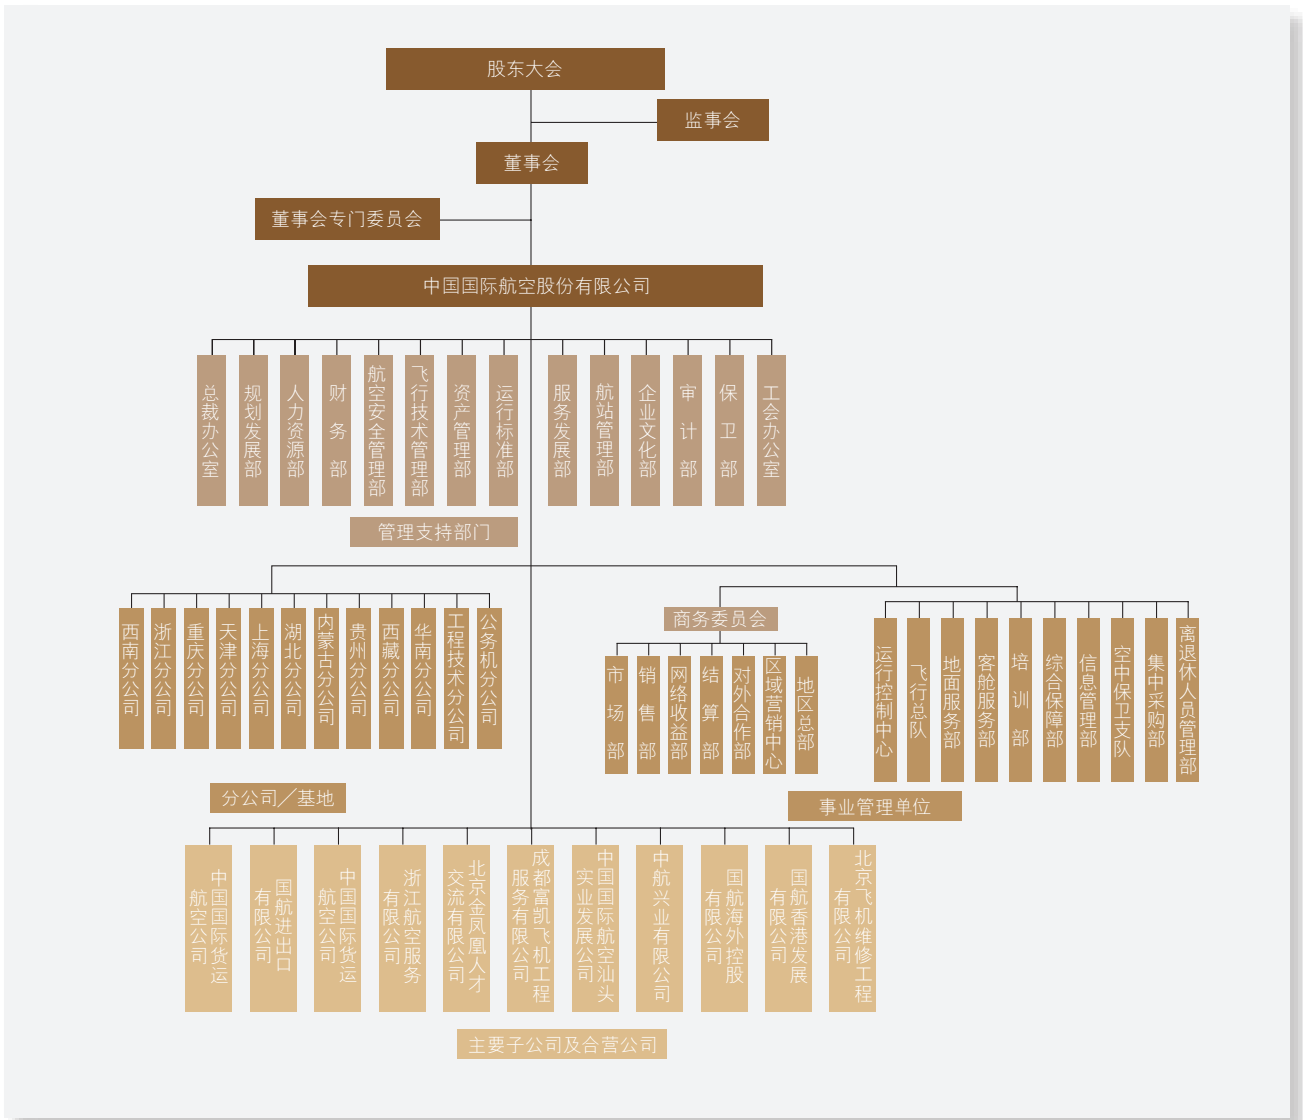 股东大会
监事会
董事会
董事会专门委员会
中国国际航空股份有限公司
总裁办公室
规划发展部
人力资源部
财务部
航空安全管理部
飞行技术管理部
资产管理部
运行标准部
服务发展部
航站管理部
企业文化部
审计部
保卫部
工会办公室
管理支持部门
西南分公司
浙江分公司
重庆分公司
天津分公司
上海分公司
湖北分公司
内蒙古分公司
贵州分公司
西藏分公司
华南分公司
工程技术分公司
公务机分公司
分公司／基地
商务委员会
市场部
销售部
网络收益部
结算部
对外合作部
区域营销中心
地区总部
运行控制中心
飞行总队
地面服务部
客舱服务部
培训部
综合保障部
信息管理部
空中保卫支队
集中采购部
离退休人员管理部
事业管理单位
中国国际货运
航空公司
国航进出口
有限公司
中国国际货运
航空公司
浙江航空服务
有限公司
北京金凤凰人才
交流有限公司
成都富凯飞机工程
服务有限公司
中国国际航空汕头
实业发展公司
中航兴业有限公司
国航海外控股
有限公司
国航香港发展
有限公司
北京飞机维修工程
有限公司
主要子公司及合营公司